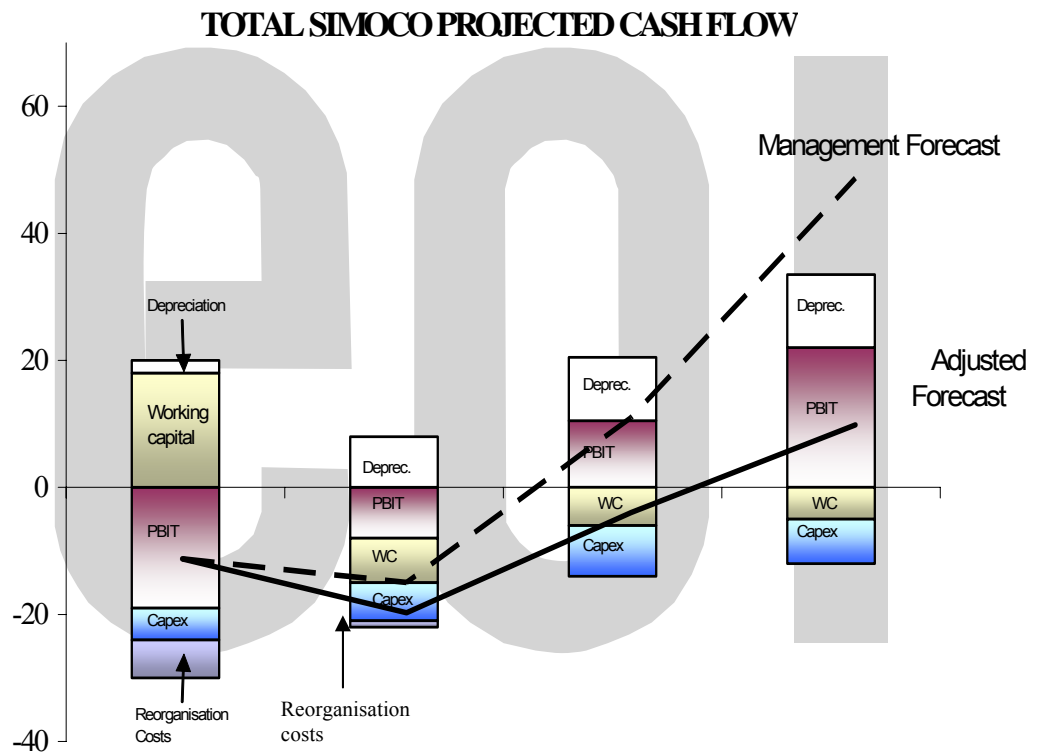 TOTAL SIMOCO PROJECTED CASH FLOW
60
40
20
0
-20
-40
Management Forecast
Adjusted
Forecast
Depreciation
Working
capital
PBIT
Capex
Reorganisation
Costs
Deprec.
PBIT
WC
Capex
Reorganisation
costs
Deprec.
PBIT
WC
Capex
Deprec.
PBIT
WC
Capex
eol